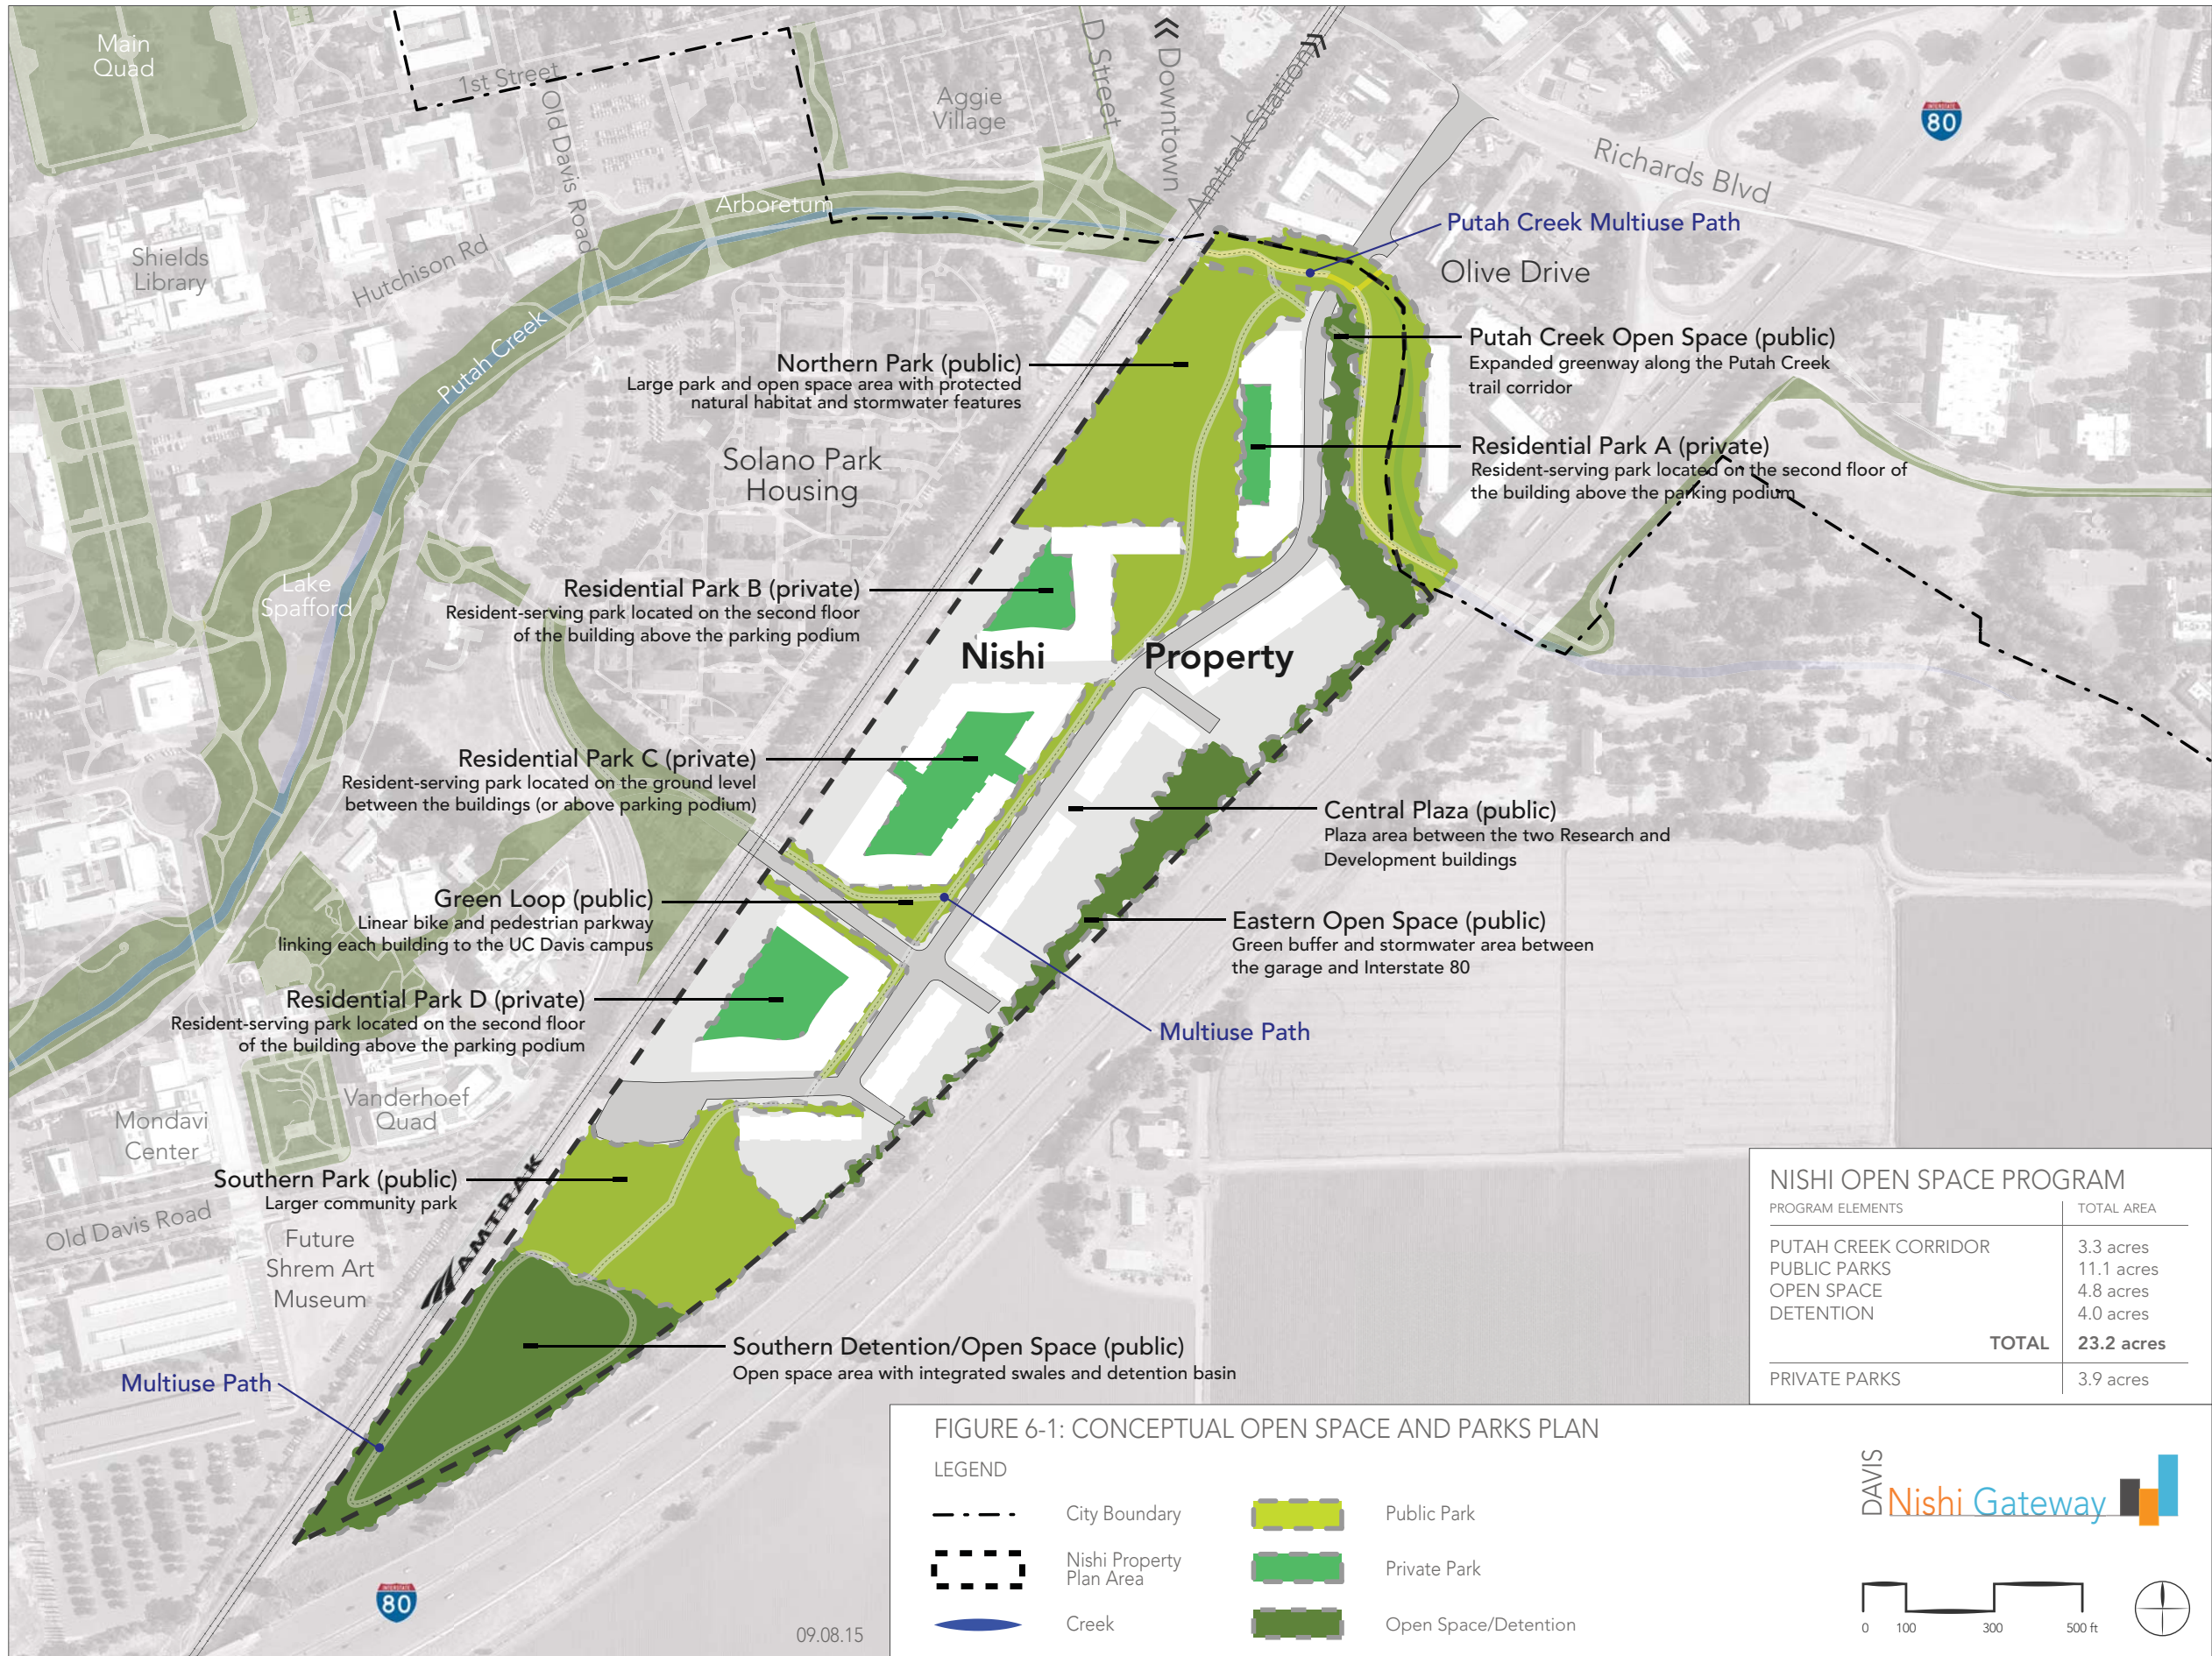 Main
Quad
1st Street
Old Davis Road
Aggie
Village
D Street
Downtown
Amtrak Station
INTERSTATE
80
Richards Blvd
Arboretum
Putah Creek Multiuse Path
Olive Drive
Shields
Library
Hutchison Rd
Putah Creek
Putah Creek Open Space (public)
Expanded greenway along the Putah Creek
trail corridor
Northern Park (public)
Large park and open space area with protected
natural habitat and stormwater features
Residential Park A (private)
Resident-serving park located on the second floor of
the building above the parking podium
Solano Park
Housing
Lake
Spafford
Residential Park B (private)
Resident-serving park located on the second floor
of the building above the parking podium
Nishi Property
Residential Park C (private)
Resident-serving park located on the ground level
between the buildings (or above parking podium)
Central Plaza (public)
Plaza area between the two Research and
Development buildings
Green Loop (public)
Linear bike and pedestrian parkway
linking each building to the UC Davis campus
Eastern Open Space (public)
Green buffer and stormwater area between
the garage and Interstate 80
Residential Park D (private)
Resident-serving park located on the second floor
of the building above the parking podium
Multiuse Path
Vanderhoef
Quad
Mondavi
Center
Southern Park (public)
Larger community park
Old Davis Road
AMTRAK
Future
Shrem Art
Museum
Southern Detention/Open Space (public)
Open space area with integrated swales and detention basin
Multiuse Path
INTERSTATE
80
09.08.15
NISHI OPEN SPACE PROGRAM
PROGRAM ELEMENTS TOTAL AREA
PUTAH CREEK CORRIDOR 3.3 acres
PUBLIC PARKS 11.1 acres
OPEN SPACE 4.8 acres
DETENTION 4.0 acres
TOTAL 23.2 acres
PRIVATE PARKS 3.9 acres
FIGURE 6-1: CONCEPTUAL OPEN SPACE AND PARKS PLAN
LEGEND
City Boundary
Nishi Property
Plan Area
Creek
Public Park
Private Park
Open Space/Detention
DAVIS
Nishi Gateway
0 100 300 500 ft